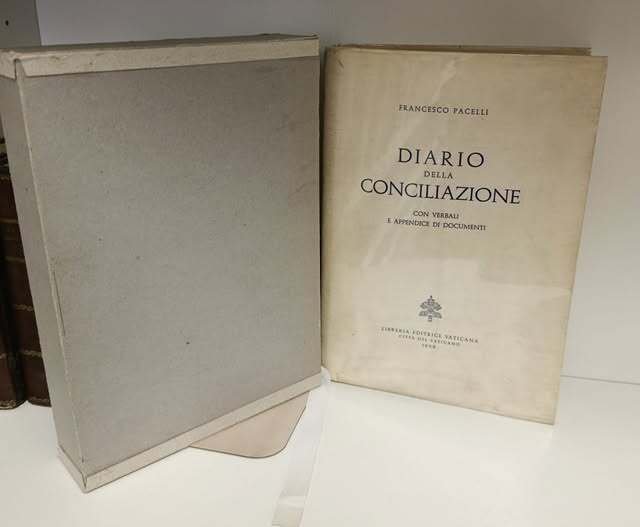 FRANCESCO PACELLI
DIARIO
DELLA
CONCILIAZIONE
CON VERBALI
E APPENDICE DI DOCUMENTI
LIBRERIA EDITRICE VATICANA
CITTÀ DEL VATICANO